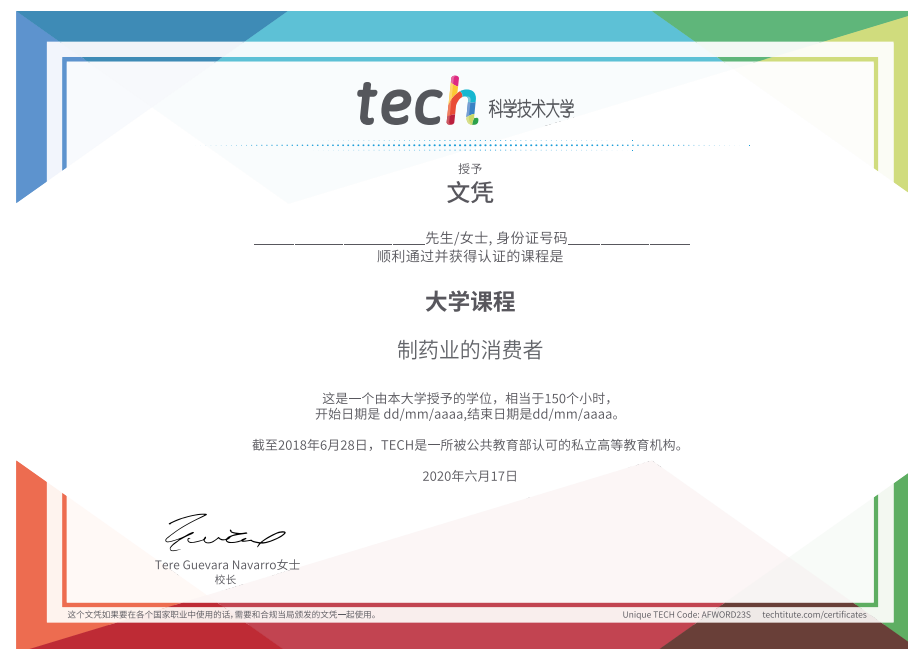 tech 科学技术大学
授予
文凭
____________________先生/女士, 身份证号码______________
顺利通过并获得认证的课程是
大学课程
制药业的消费者
这是一个由本大学授予的学位，相当于150个小时，
开始日期是 dd/mm/aaaa,结束日期是dd/mm/aaaa。
截至2018年6月28日，TECH是一所被公共教育部认可的私立高等教育机构。
2020年六月17日
Tere Guevara Navarro女士
校长
这个文凭如果要在各个国家职业中使用的话,需要和合规当局颁发的文凭一起使用。
Unique TECH Code: AFWORD23S techtitute.com/certificates